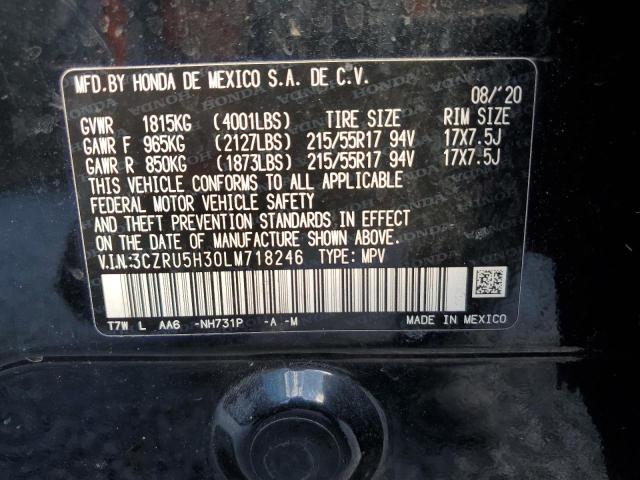 MFD.BY HONDA DE MEXICO S.A. DE C.V.
08/'20
GVWR 1815KG (4001LBS) TIRE SIZE RIM SIZE
GAWR F 965KG (2127LBS) 215/55R17 94V 17X7.5J
GAWR R 850KG (1873LBS) 215/55R17 94V 17X7.5J
THIS VEHICLE CONFORMS TO ALL APPLICABLE
FEDERAL MOTOR VEHICLE SAFETY
AND THEFT PREVENTION STANDARDS IN EFFECT
ON THE DATE OF MANUFACTURE SHOWN ABOVE.
V.I.N:3CZRU5H30LM718246 TYPE: MPV
T7W L AA6 -NH731P -A -M
MADE IN MEXICO